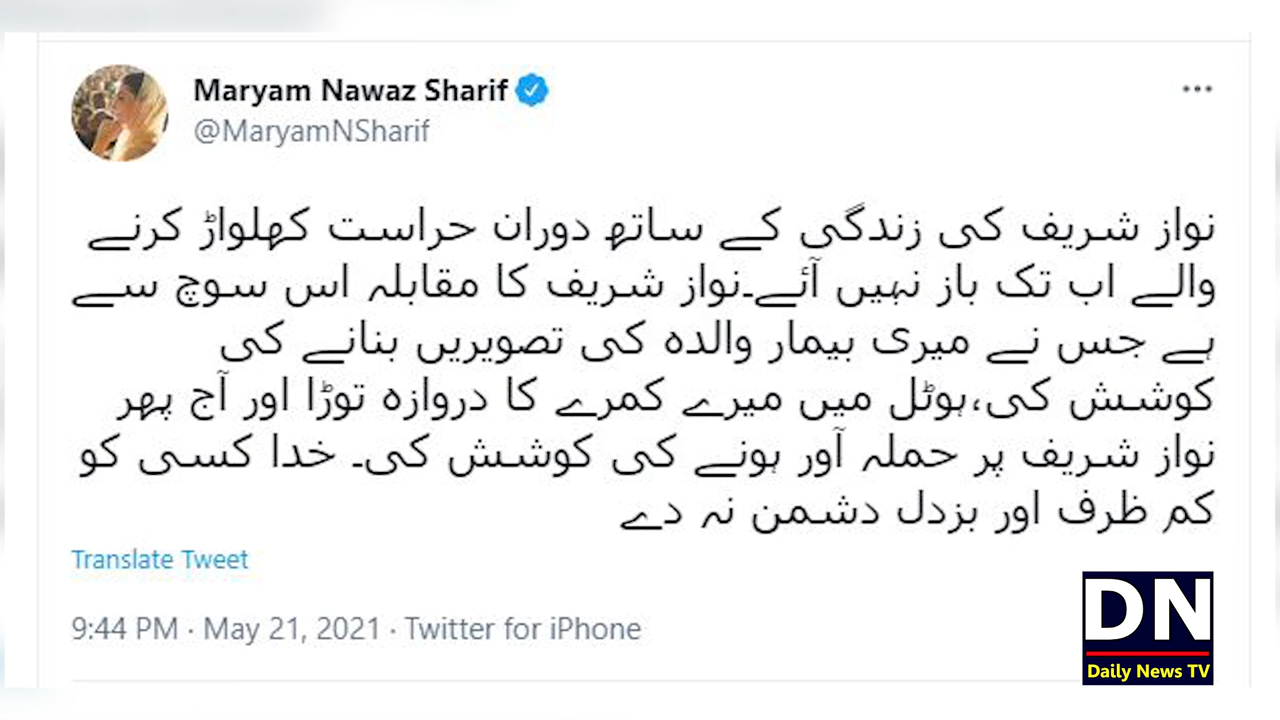 Maryam Nawaz Sharif
@MaryamNSharif
نواز شریف کی زندگی کے ساتھ دوران حراست کھلواڑ کرنے
والے اب تک باز نہیں آئے۔نواز شریف کا مقابلہ اس سوچ سے
ہے جس نے میری بیمار والدہ کی تصویریں بنانے کی
کوشش کی،ہوٹل میں میرے کمرے کا دروازہ توڑا اور آج پھر
نواز شریف پر حملہ آور ہونے کی کوشش کی۔ خدا کسی کو
کم ظرف اور بزدل دشمن نہ دے
Translate Tweet
9:44 PM · May 21, 2021 · Twitter for iPhone
DN
Daily News TV